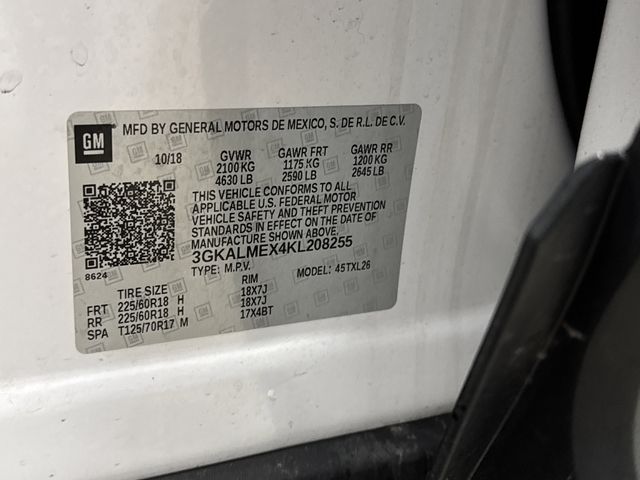 GM MFD BY GENERAL MOTORS DE MEXICO, S. DE R.L. DE C.V.
10/18 GVWR GAWR FRT GAWR RR
2100 KG 1175 KG 1200 KG
4630 LB 2590 LB 2645 LB
THIS VEHICLE CONFORMS TO ALL
APPLICABLE U.S. FEDERAL MOTOR
VEHICLE SAFETY AND THEFT PREVENTION
STANDARDS IN EFFECT ON THE DATE OF
MANUFACTURE SHOWN ABOVE.
3GKALMEX4KL208255
8624
TYPE: M.P.V. MODEL: 45TXL26
TIRE SIZE RIM
FRT 225/60R18 H 18X7J
RR 225/60R18 H 18X7J
SPA T125/70R17 M 17X4BT